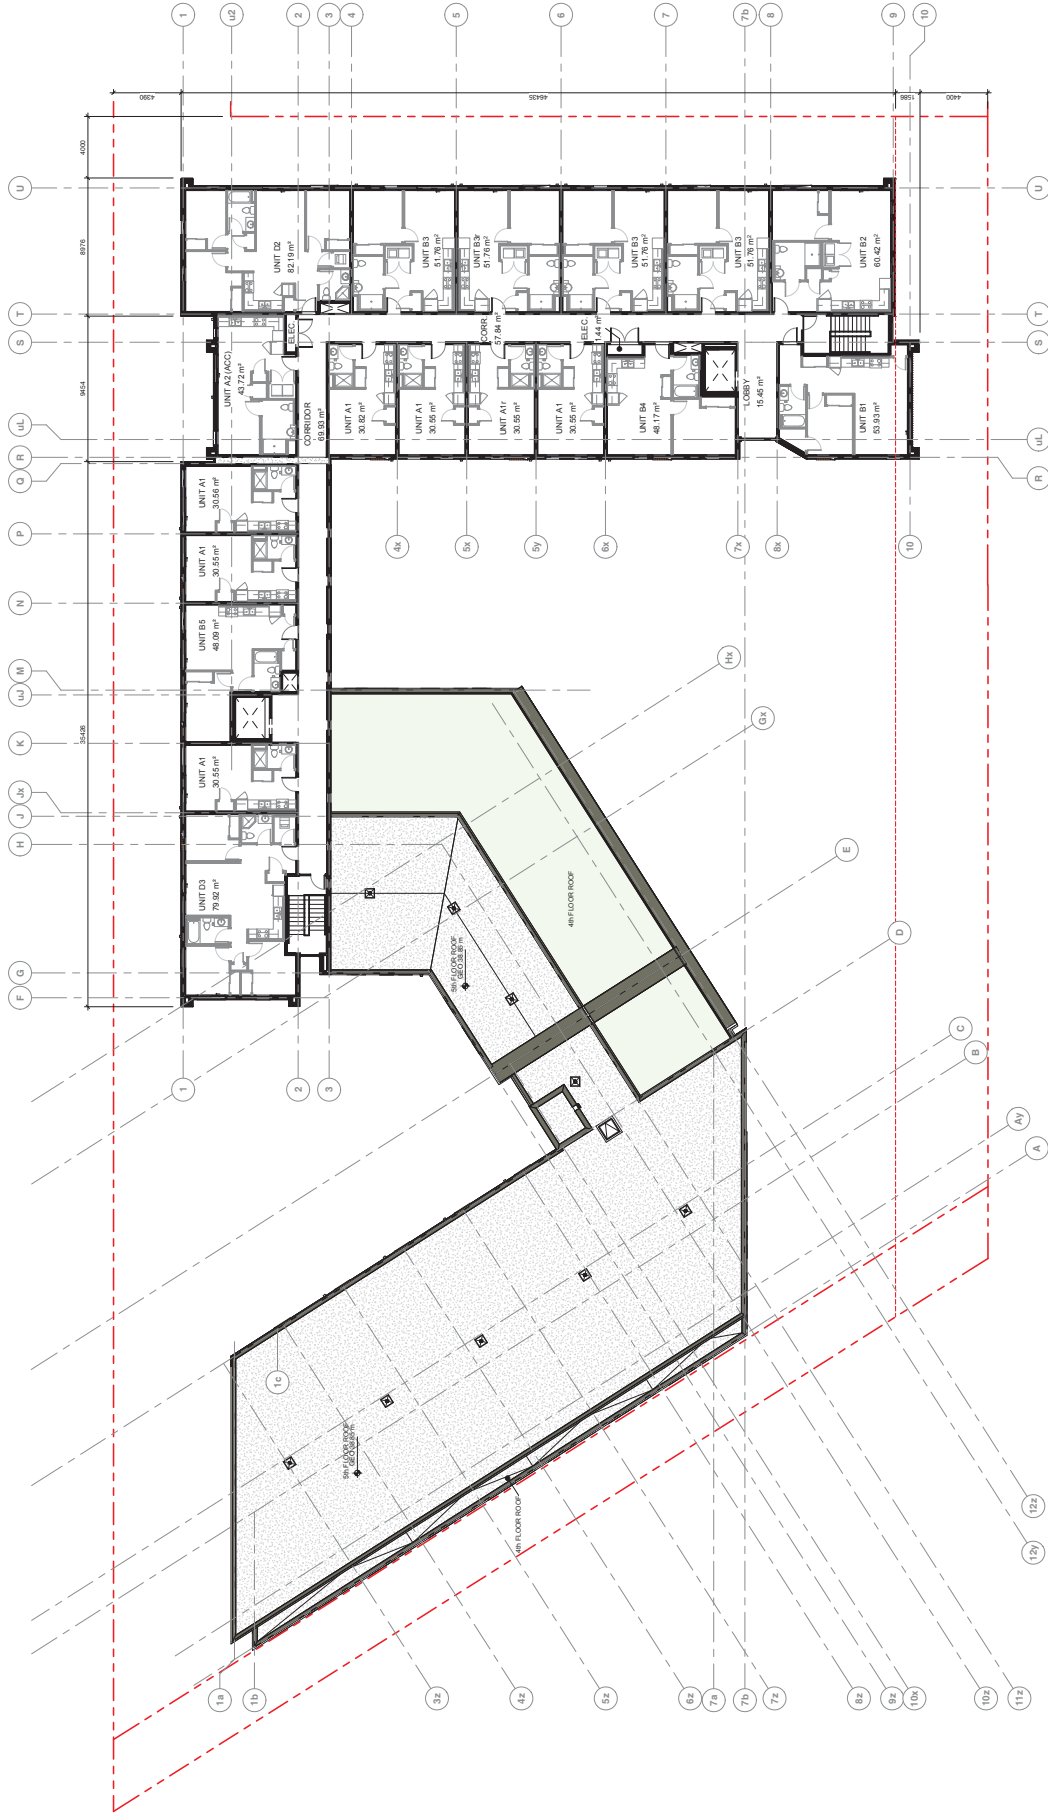 1
u2
2
3
4
5
6
7
7b
8
9
10
4390
46435
1586
4400
4000
8976
9454
35426
U
U
T
T
S
S
uL
uL
R
R
Q
P
N
M
uJ
K
Jx
J
H
G
F
UNIT D2
82.19 m²
UNIT B3
51.76 m²
UNIT B3r
51.76 m²
UNIT B3
51.76 m²
UNIT B3
51.76 m²
UNIT B2
60.42 m²
ELEC.
CORR.
57.84 m²
ELEC.
1.44 m²
UNIT A2 (ACC)
43.72 m²
CORRIDOR
69.93 m²
UNIT A1
30.82 m²
UNIT A1
30.55 m²
UNIT A1r
30.55 m²
UNIT A1
30.55 m²
UNIT B4
48.17 m²
LOBBY
15.45 m²
UNIT B1
53.93 m²
UNIT A1
30.56 m²
UNIT A1
30.55 m²
UNIT B5
48.09 m²
UNIT A1
30.55 m²
UNIT D3
79.92 m²
4x
5x
5y
6x
7x
8x
10
Hx
Gx
E
D
C
B
Ay
A
4th FLOOR ROOF
5th FLOOR ROOF
GEO 38.85 m
1
2
3
1c
5th FLOOR ROOF
GEO 38.85 m
4th FLOOR ROOF
1a
1b
3z
4z
5z
6z
7a
7b
7z
8z
9z
10x
10z
11z
12y
12z